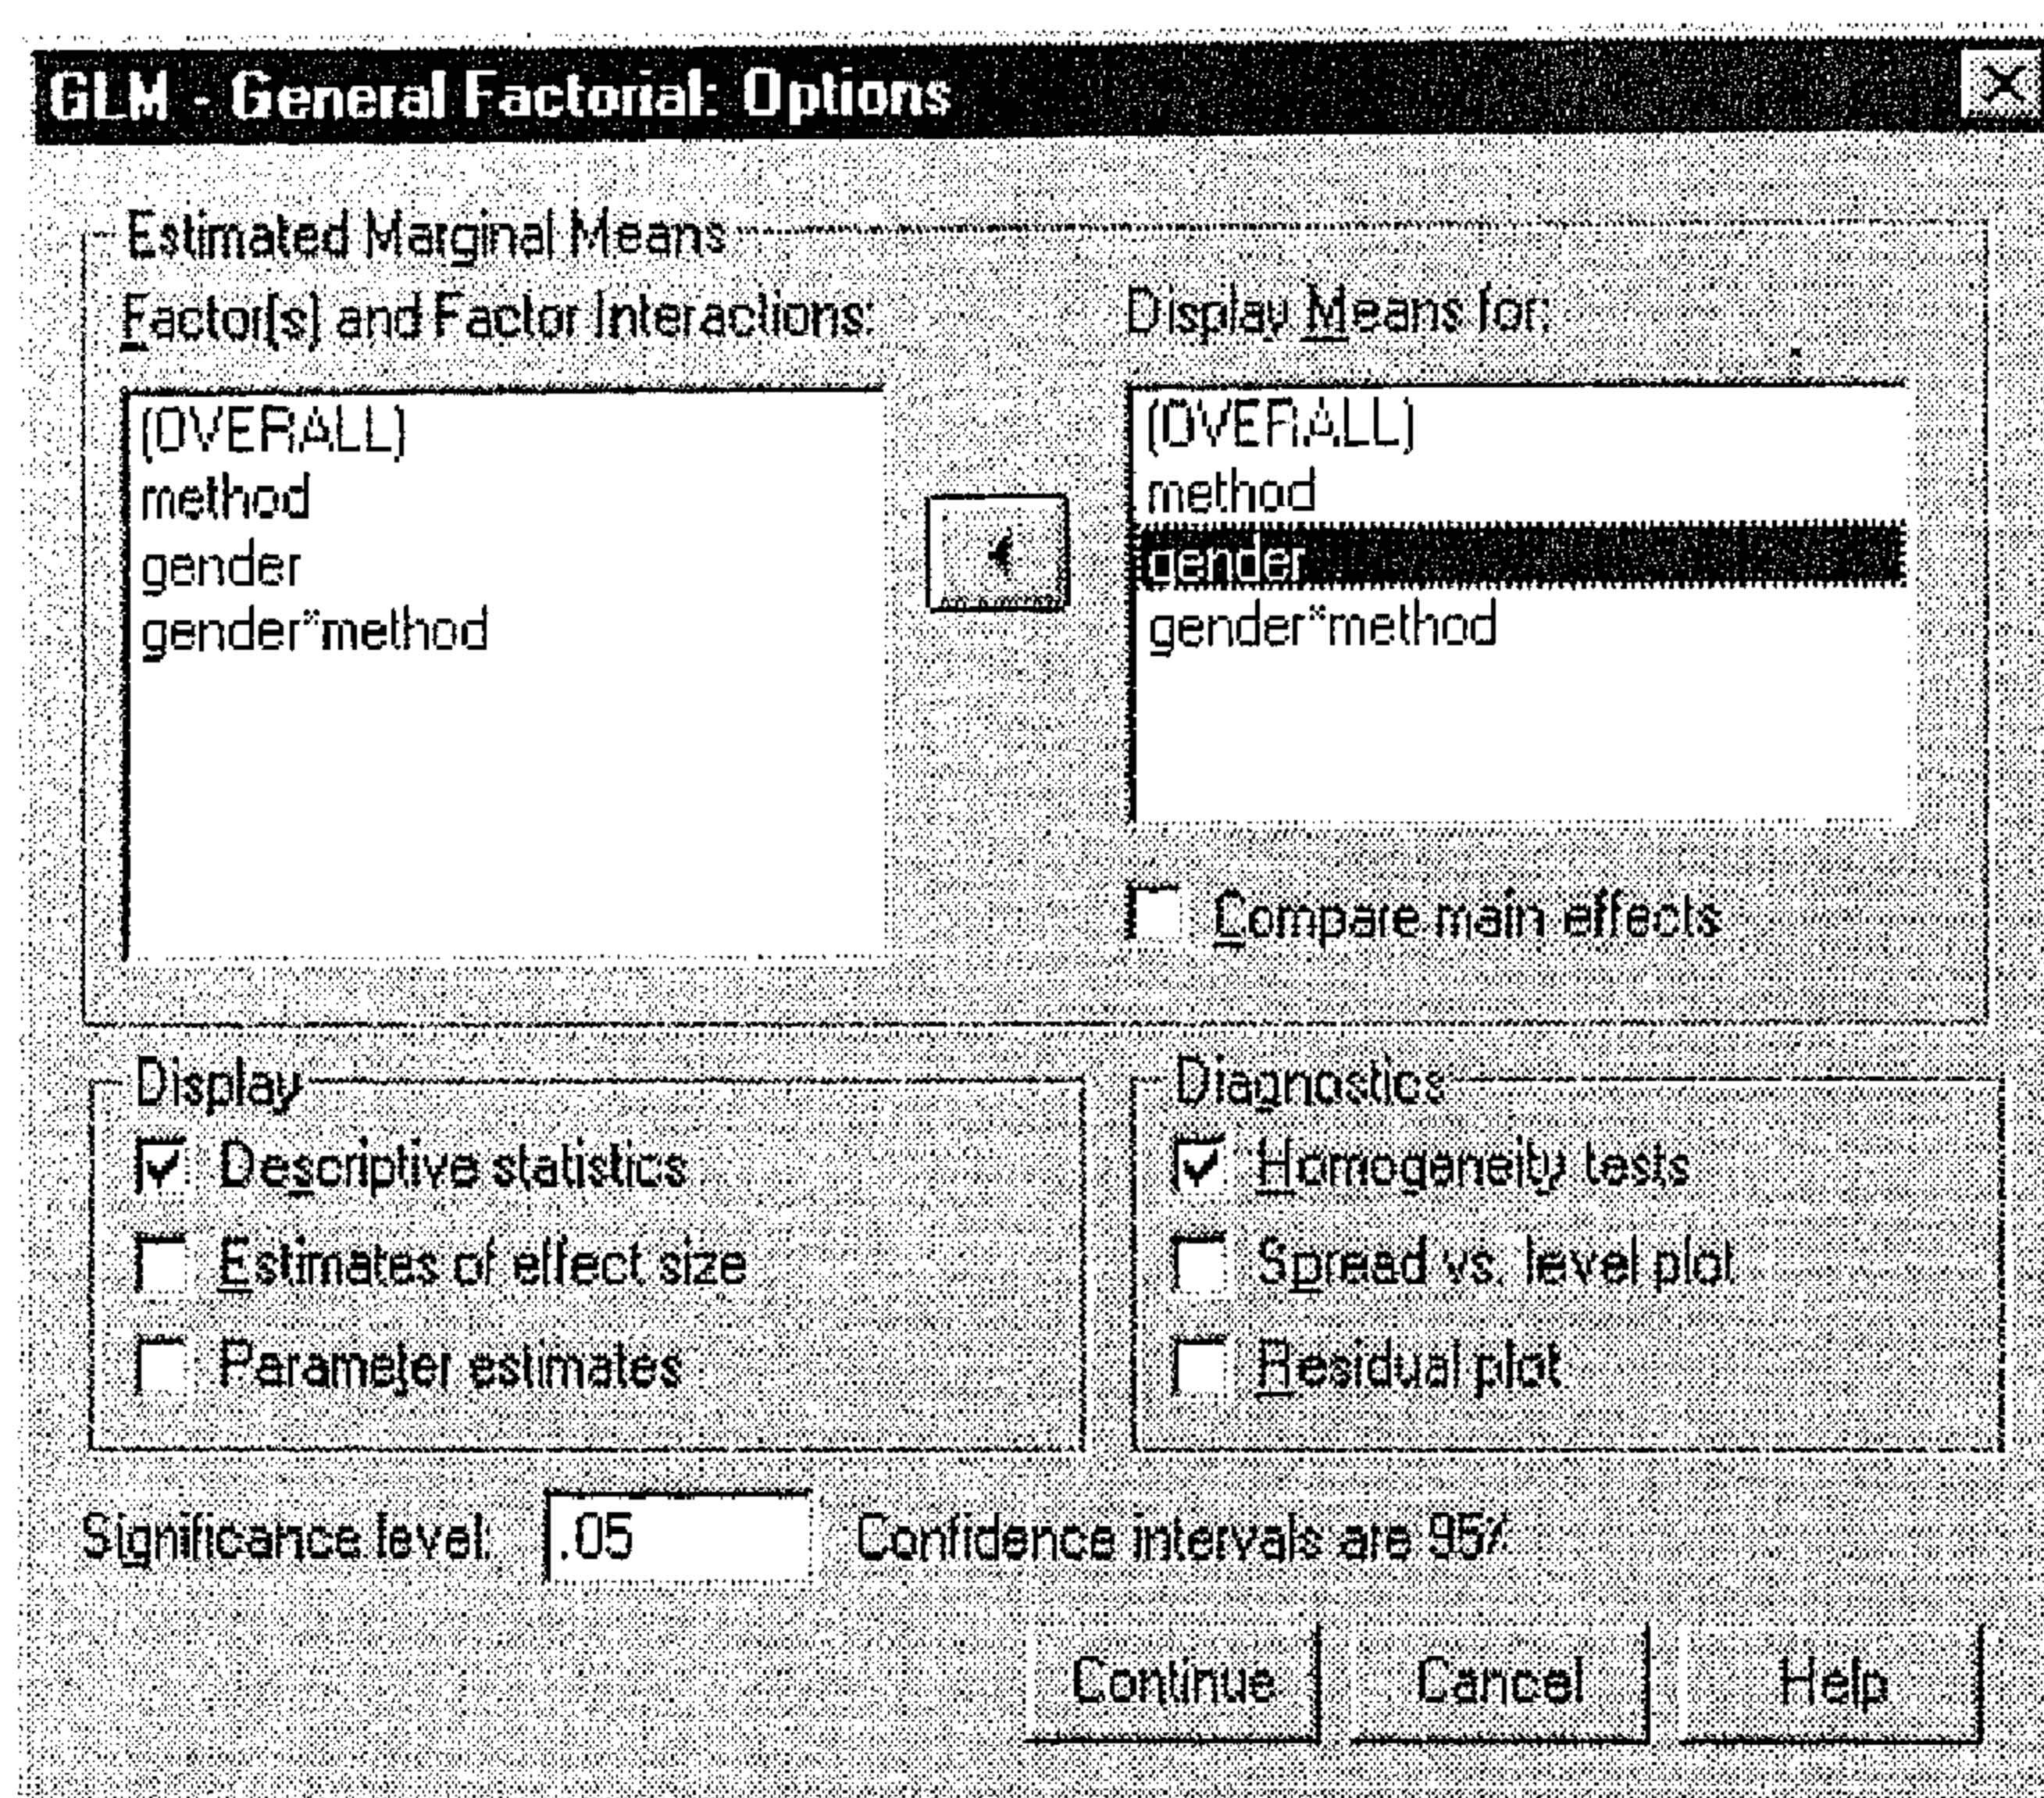 GLM - General Factorial: Options
Estimated Marginal Means
Factor(s) and Factor Interactions:
(OVERALL)
method
gender
gender*method
Display Means for:
(OVERALL)
method
gender
gender*method
Compare main effects
Display
Descriptive statistics
Estimates of effect size
Parameter estimates
Diagnostics
Homogeneity tests
Spread vs. level plot
Residual plot
Significance level: .05 Confidence intervals are 95%
Continue Cancel Help